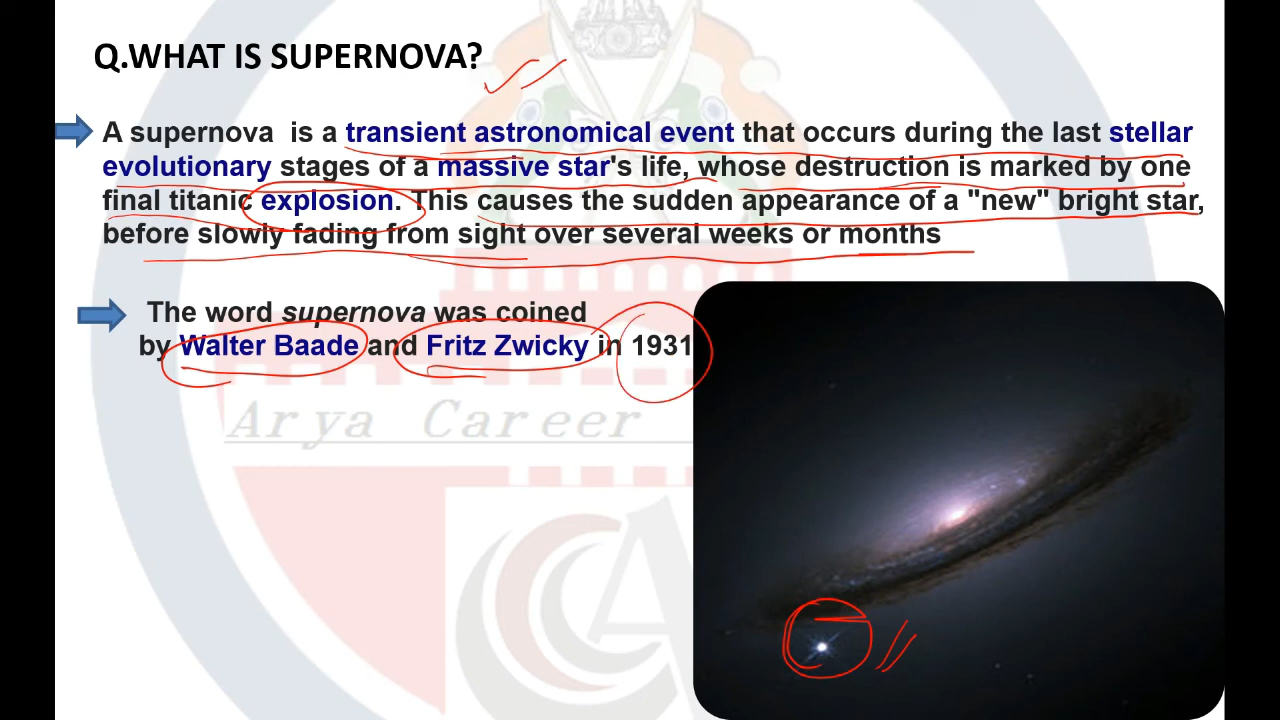 Q.WHAT IS SUPERNOVA?
A supernova is a transient astronomical event that occurs during the last stellar
evolutionary stages of a massive star's life, whose destruction is marked by one
final titanic explosion. This causes the sudden appearance of a "new" bright star,
before slowly fading from sight over several weeks or months
The word supernova was coined
by Walter Baade and Fritz Zwicky in 1931
Arya Career